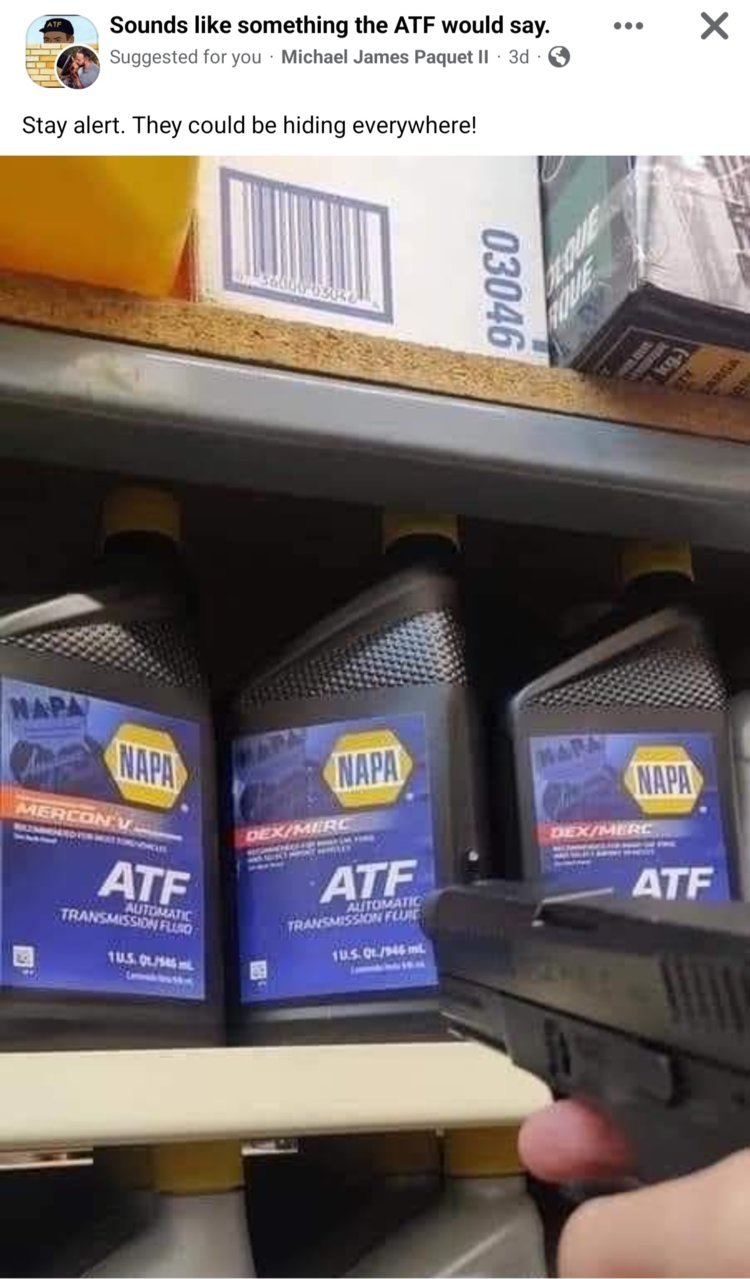 ATF
Sounds like something the ATF would say.
Suggested for you · Michael James Paquet II · 3d ·
Stay alert. They could be hiding everywhere!
03046
NAPA
NAPA
MERCON V
ATF
AUTOMATIC
TRANSMISSION FLUID
1 U.S. Qt./946 mL
NAPA
NAPA
DEX/MERC
ATF
AUTOMATIC
TRANSMISSION FLUID
1 U.S. Qt./946 mL
NAPA
NAPA
DEX/MERC
ATF